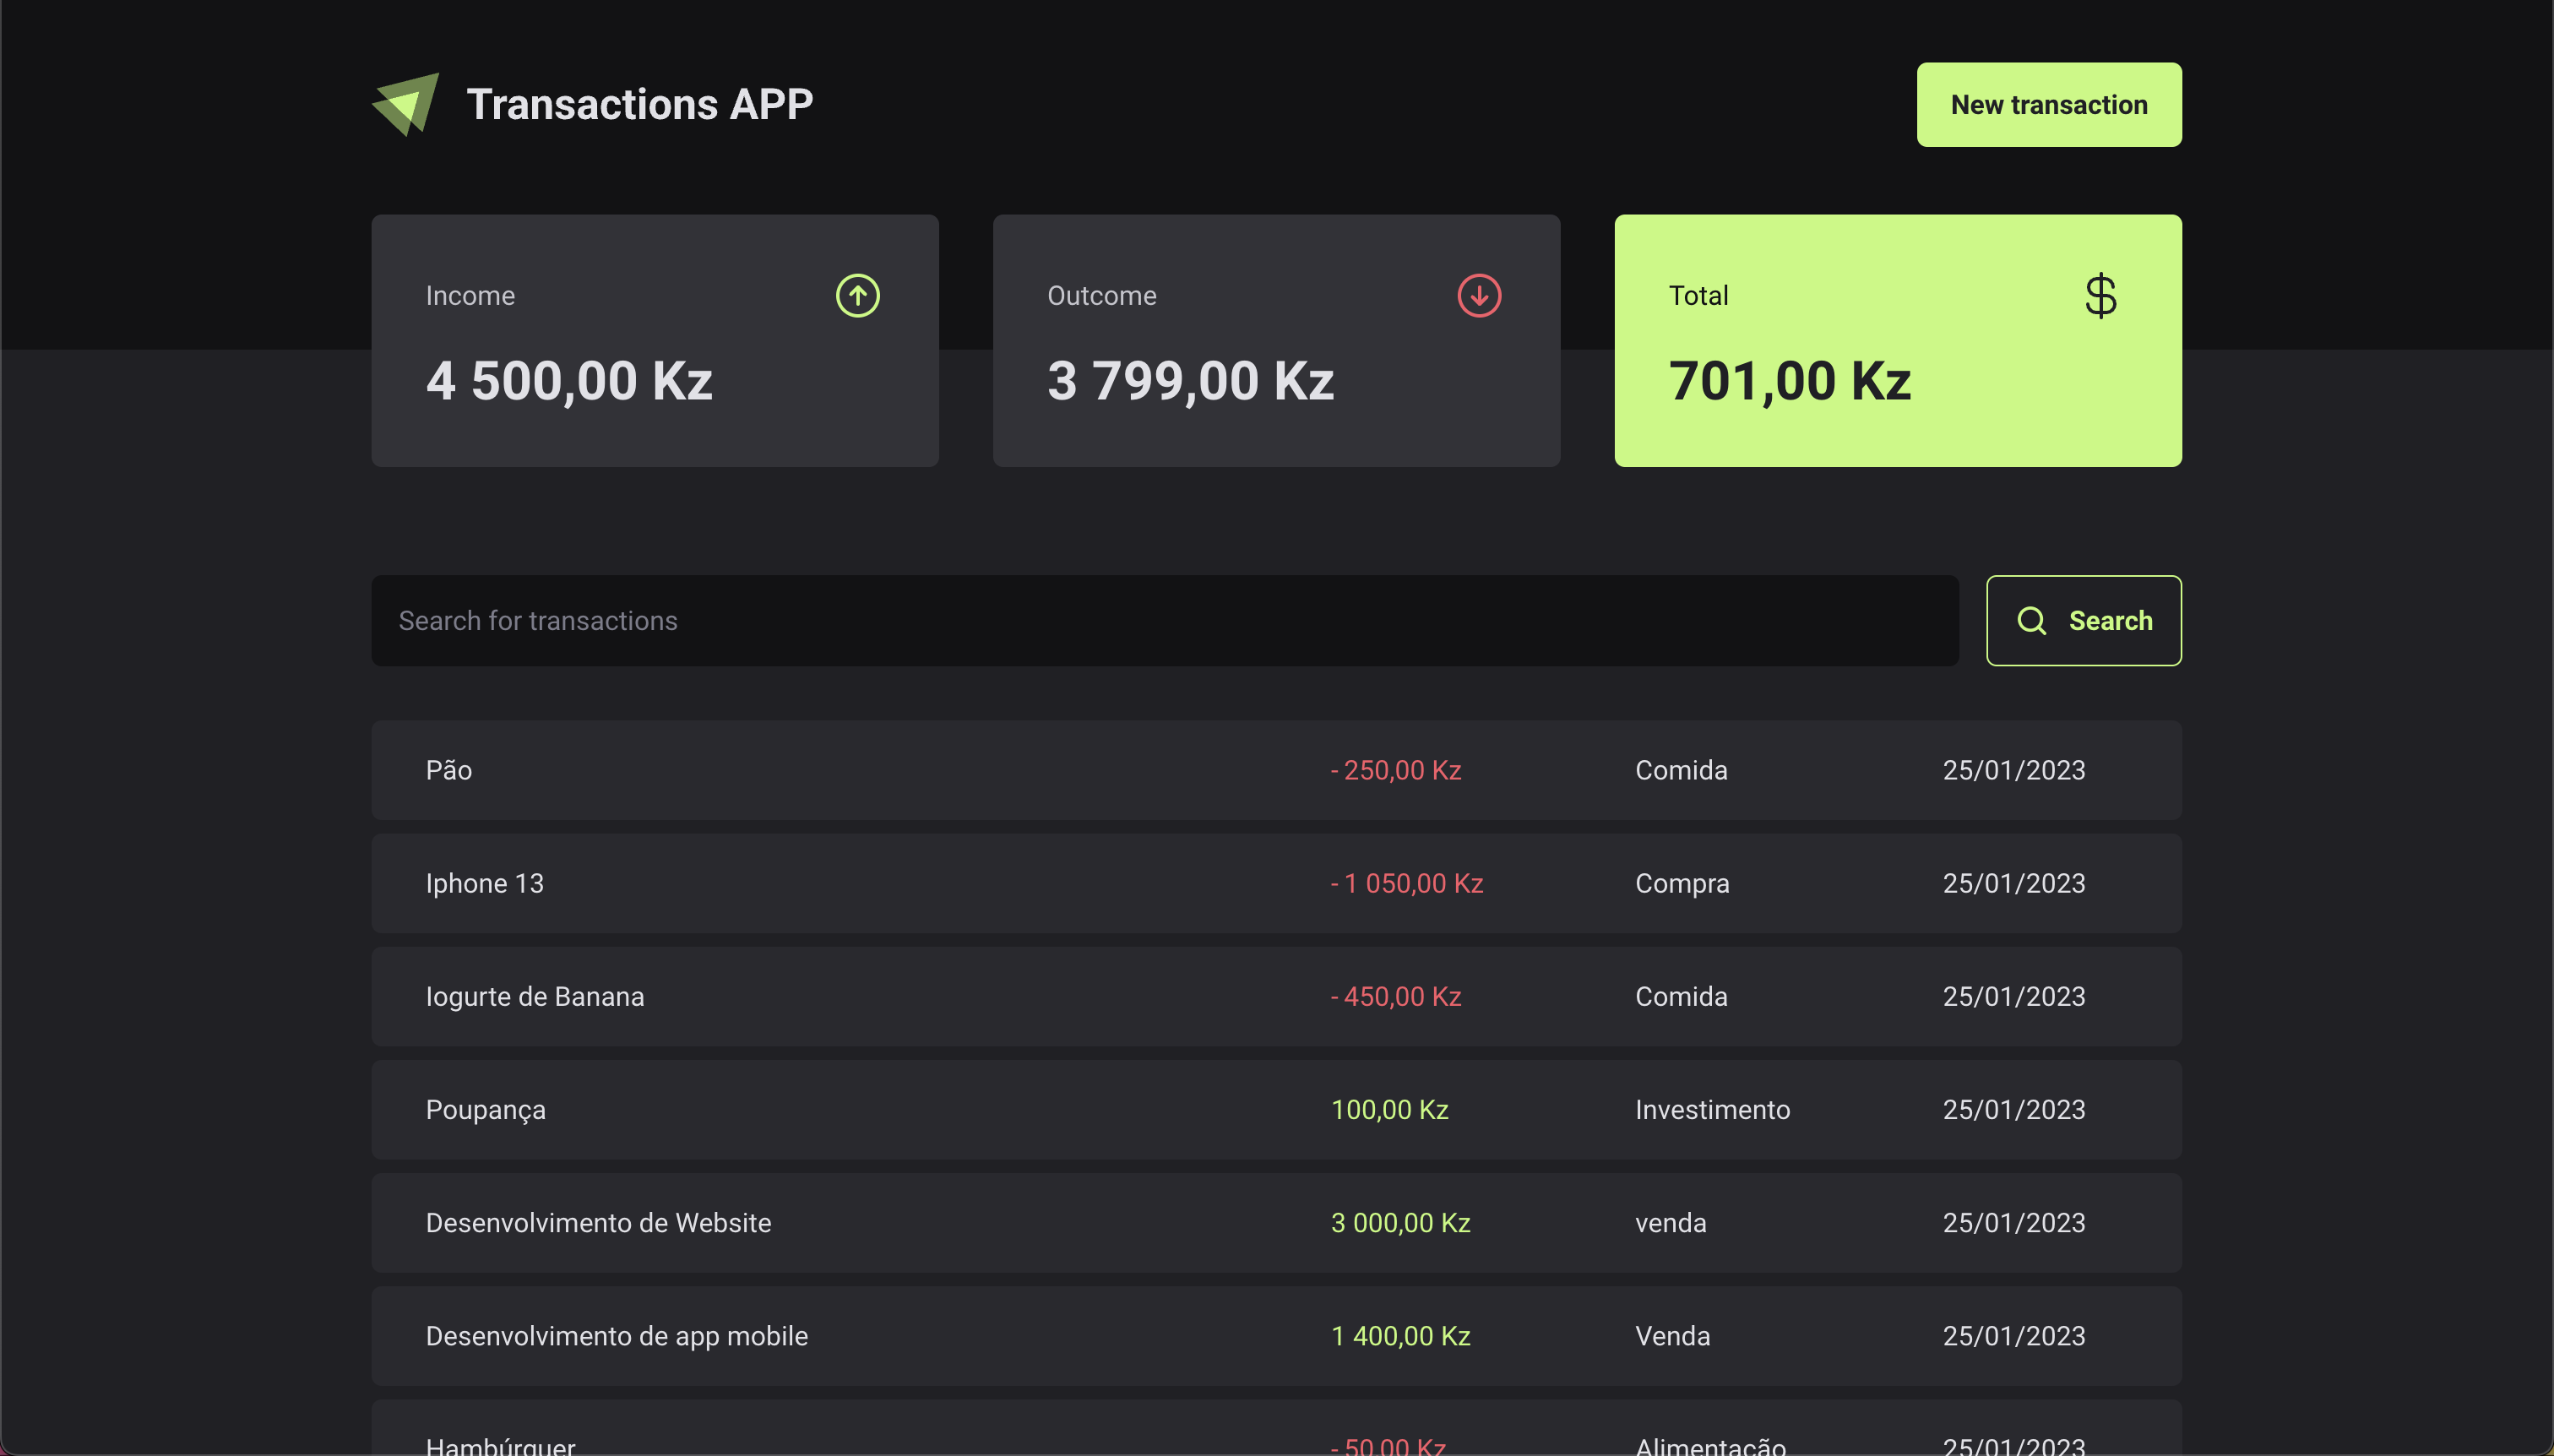 Transactions APP
New transaction
Income
4 500,00 Kz
Outcome
3 799,00 Kz
Total
$
701,00 Kz
Search for transactions
Search
Pão - 250,00 Kz Comida 25/01/2023
Iphone 13 - 1 050,00 Kz Compra 25/01/2023
Iogurte de Banana - 450,00 Kz Comida 25/01/2023
Poupança 100,00 Kz Investimento 25/01/2023
Desenvolvimento de Website 3 000,00 Kz venda 25/01/2023
Desenvolvimento de app mobile 1 400,00 Kz Venda 25/01/2023
Hambúrguer - 50,00 Kz Alimentação 25/01/2023